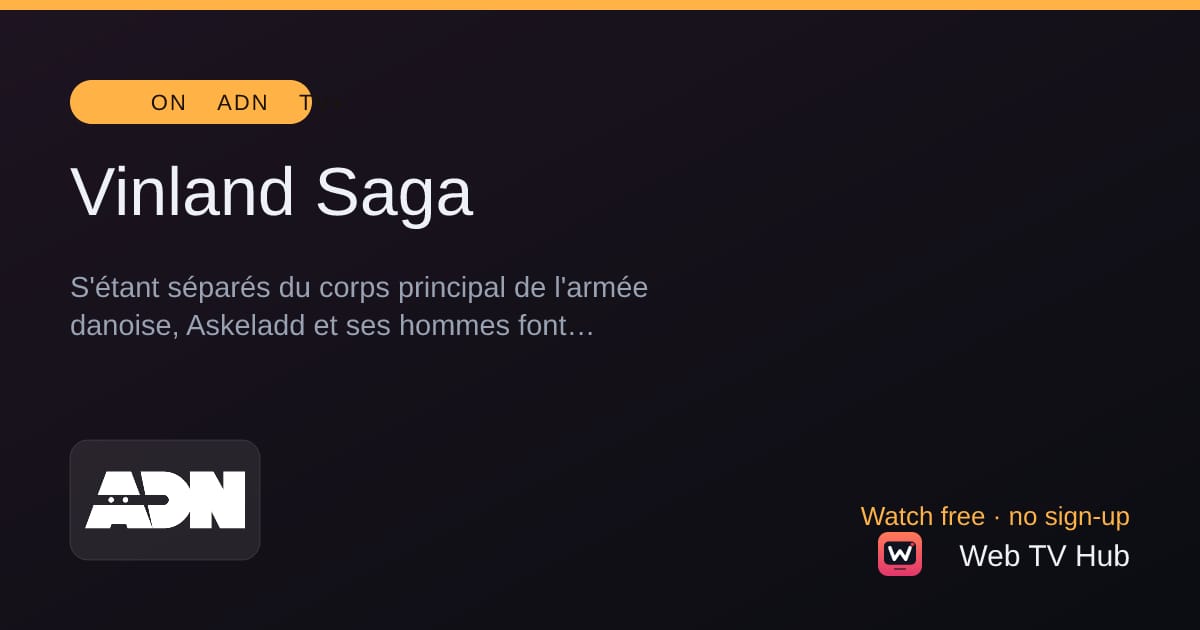 ON ADN
Vinland Saga
S'étant séparés du corps principal de l'armée
danoise, Askeladd et ses hommes font…
ADN
Watch free · no sign-up
W
Web TV Hub